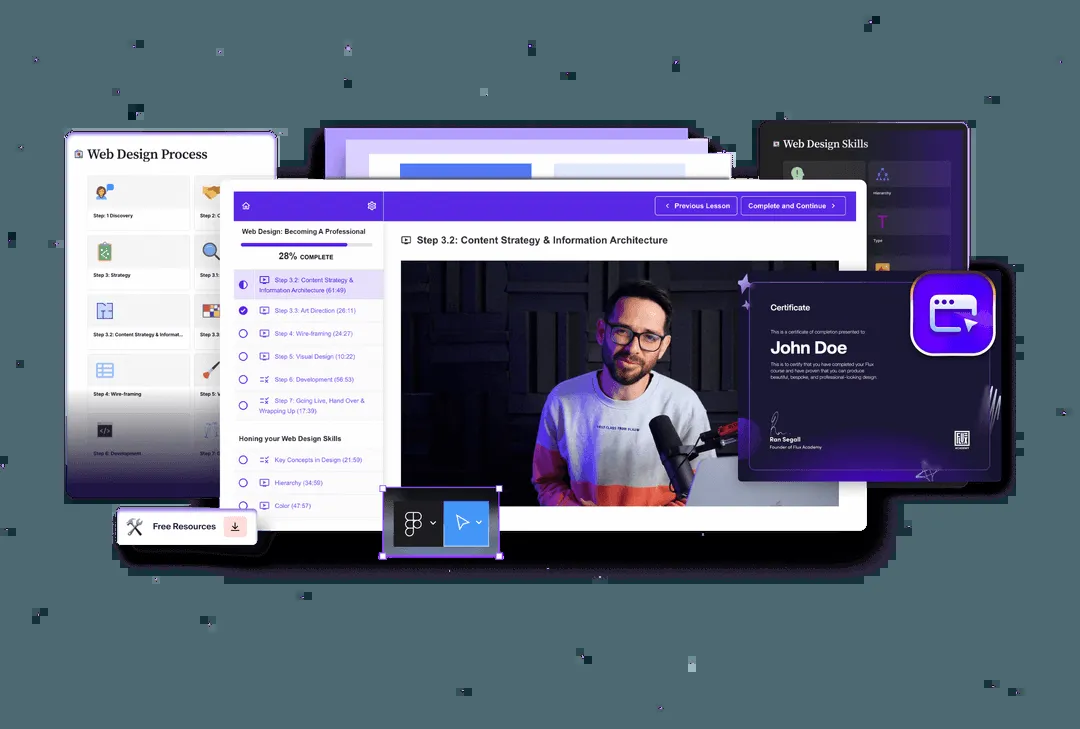 Web Design Process
Step: 1 Discovery
Step 2: C
Step 3: Strategy
Step 3.1:
Step 3.2: Content Strategy & Informat...
Step 3.3:
Step 4: Wire-framing
Step 5: V
Step 6: Development
Step 7:
Free Resources
Previous Lesson
Complete and Continue
Web Design: Becoming A Professional
28% COMPLETE
Step 3.2: Content Strategy &
Information Architecture (61:49)
Step 3.3: Art Direction (26:11)
Step 4: Wire-framing (24:27)
Step 5: Visual Design (10:22)
Step 6: Development (56:53)
Step 7: Going Live, Hand Over &
Wrapping Up (17:39)
Honing your Web Design Skills
Key Concepts in Design (21:59)
Hierarchy (34:59)
Color (47:57)
Step 3.2: Content Strategy & Information Architecture
Web Design Skills
Hierarchy
T
Type
Certificate
This is a certificate of completion presented to
John Doe
This is to certify that you have completed your Flux
course and have proven that you can produce
beautiful, bespoke, and professional-looking design.
Ran Segall
Founder of Flux Academy
FLUX
ACADEMY